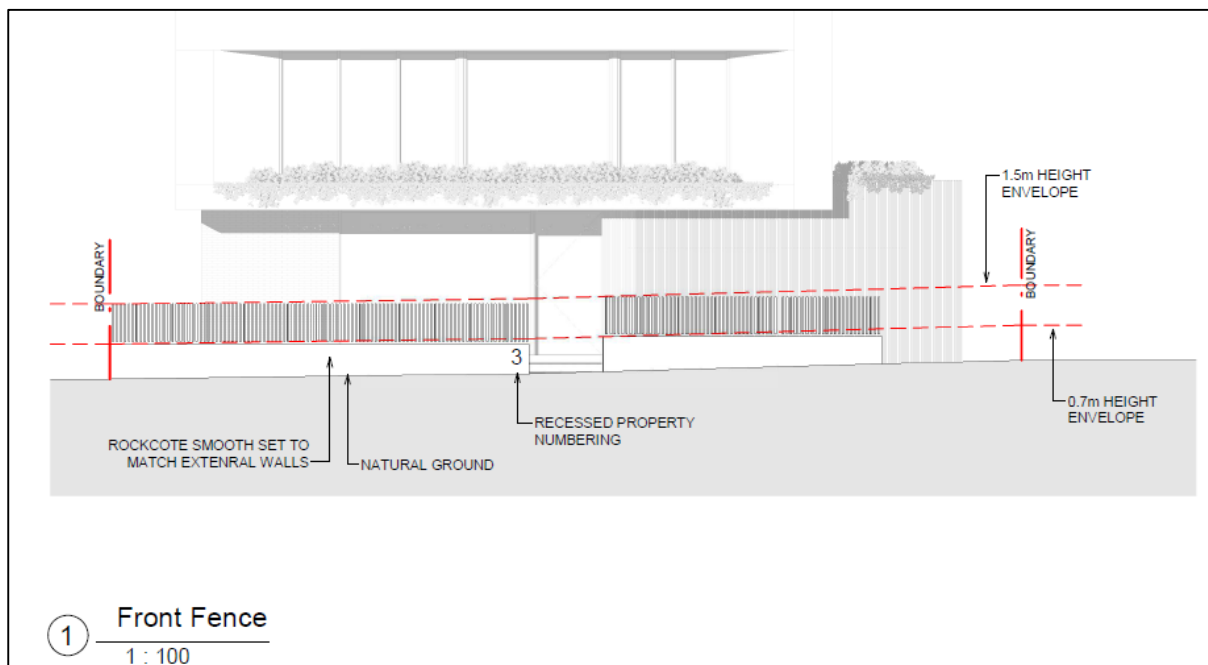 1.5m HEIGHT
ENVELOPE
BOUNDARY
BOUNDARY
3
0.7m HEIGHT
ENVELOPE
RECESSED PROPERTY
NUMBERING
ROCKCOTE SMOOTH SET TO
MATCH EXTENRAL WALLS
NATURAL GROUND
1
Front Fence
1 : 100